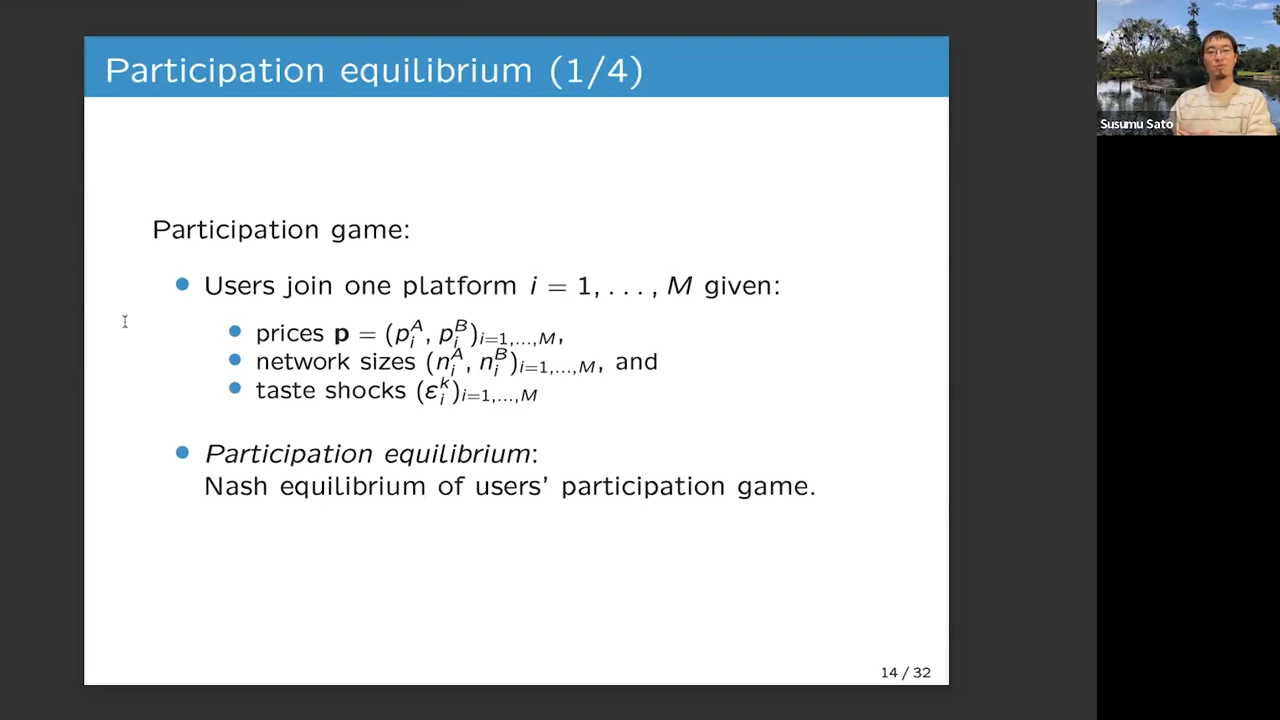 Participation equilibrium (1/4)
Participation game:
• Users join one platform i = 1, . . . , M given:
• prices p = (p_i^A, p_i^B)_{i=1,...,M},
• network sizes (n_i^A, n_i^B)_{i=1,...,M}, and
• taste shocks (ε_i^k)_{i=1,...,M}
• Participation equilibrium:
Nash equilibrium of users' participation game.
14 / 32
Susumu Sato